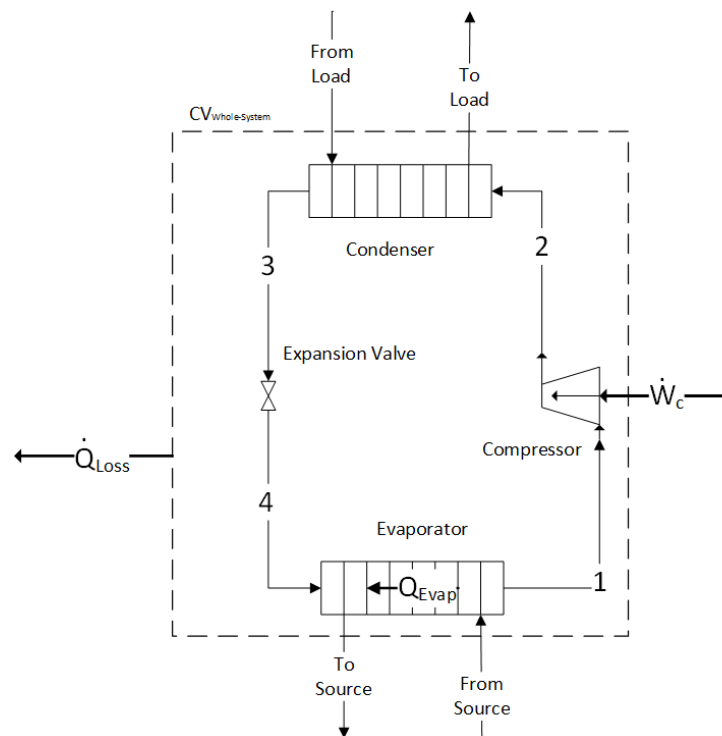 From
Load
To
Load
CVWhole-System
Condenser
2
3
Expansion Valve
Ẇc
Compressor
Q̇Loss
4
Evaporator
QEvap
1
To
Source
From
Source